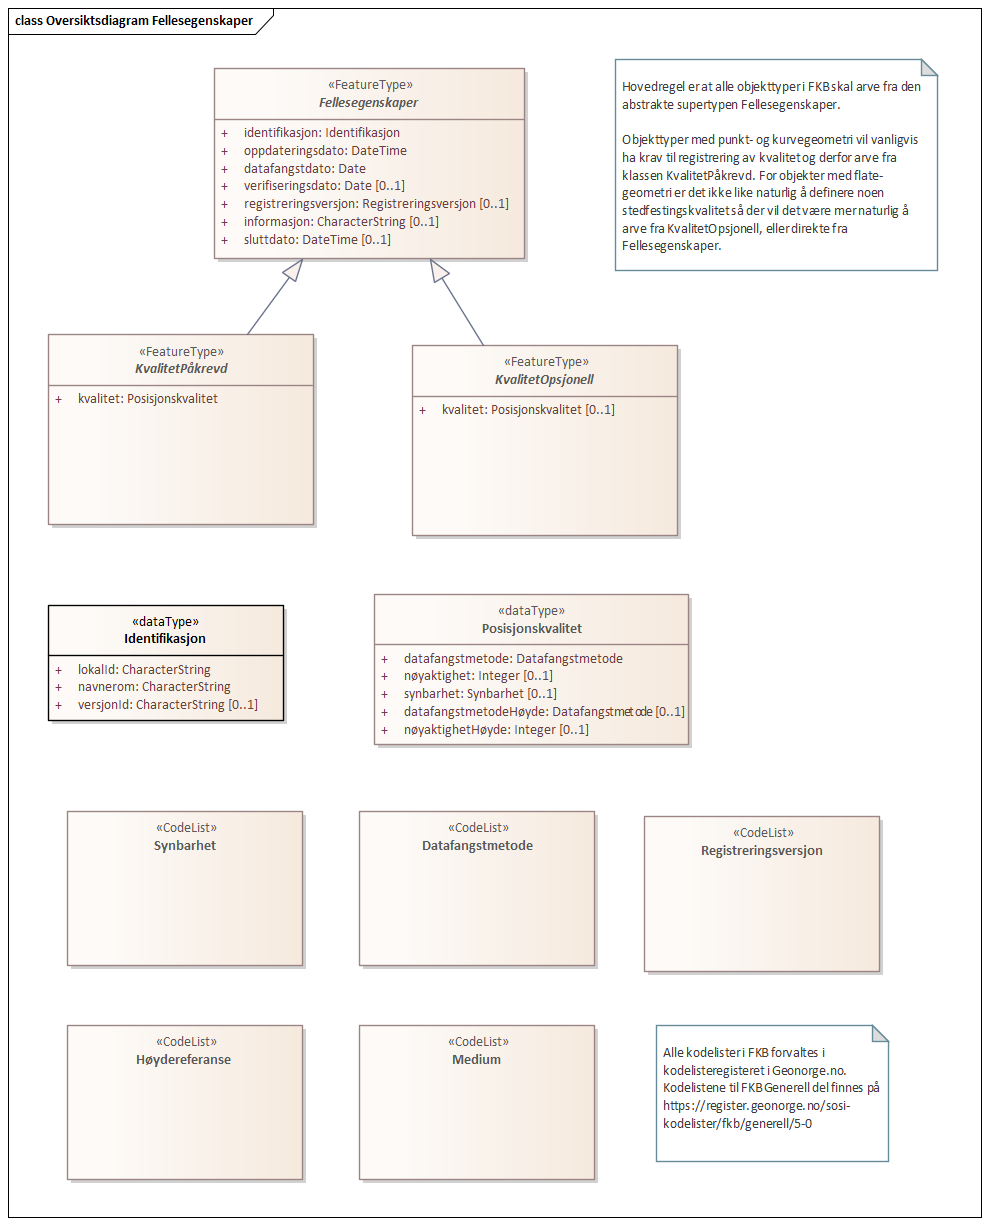 class Oversiktsdiagram Fellesegenskaper
«FeatureType»
Fellesegenskaper
+ identifikasjon: Identifikasjon
+ oppdateringsdato: DateTime
+ datafangstdato: Date
+ verifiseringsdato: Date [0..1]
+ registreringsversjon: Registreringsversjon [0..1]
+ informasjon: CharacterString [0..1]
+ sluttdato: DateTime [0..1]
Hovedregel er at alle objekttyper i FKB skal arve fra den
abstrakte supertypen Fellesegenskaper.
Objekttyper med punkt- og kurvegeometri vil vanligvis
ha krav til registrering av kvalitet og derfor arve fra
klassen KvalitetPåkrevd. For objekter med flate-
geometri er det ikke like naturlig å definere noen
stedfestingskvalitet så der vil det være mer naturlig å
arve fra KvalitetOpsjonell, eller direkte fra
Fellesegenskaper.
«FeatureType»
KvalitetPåkrevd
+ kvalitet: Posisjonskvalitet
«FeatureType»
KvalitetOpsjonell
+ kvalitet: Posisjonskvalitet [0..1]
«dataType»
Identifikasjon
+ lokalId: CharacterString
+ navnerom: CharacterString
+ versjonId: CharacterString [0..1]
«dataType»
Posisjonskvalitet
+ datafangstmetode: Datafangstmetode
+ nøyaktighet: Integer [0..1]
+ synbarhet: Synbarhet [0..1]
+ datafangstmetodeHøyde: Datafangstmetode [0..1]
+ nøyaktighetHøyde: Integer [0..1]
«CodeList»
Synbarhet
«CodeList»
Datafangstmetode
«CodeList»
Registreringsversjon
«CodeList»
Høydereferanse
«CodeList»
Medium
Alle kodelister i FKB forvaltes i
kodelisteregisteret i Geonorge.no.
Kodelistene til FKB Generell del finnes på
https://register.geonorge.no/sosi-
kodelister/fkb/generell/5-0